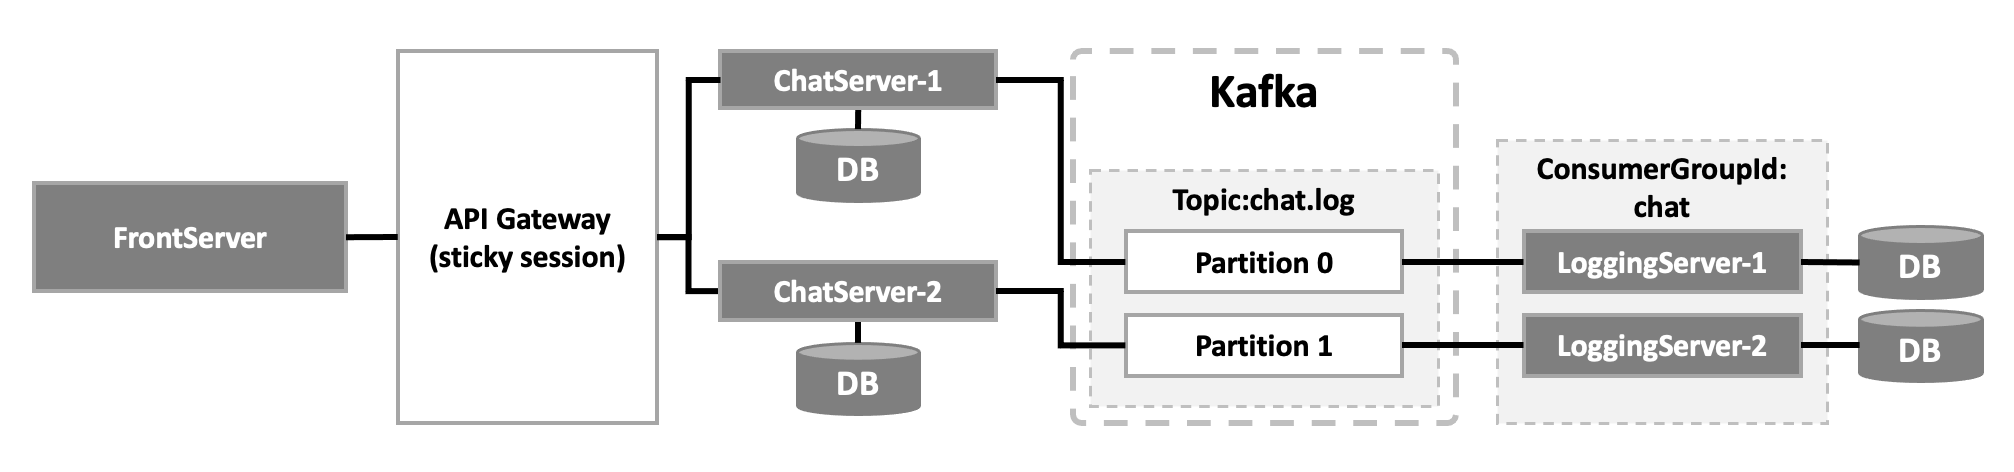 FrontServer
API Gateway
(sticky session)
ChatServer-1
DB
ChatServer-2
DB
Kafka
Topic:chat.log
Partition 0
Partition 1
ConsumerGroupId:
chat
LoggingServer-1
DB
LoggingServer-2
DB